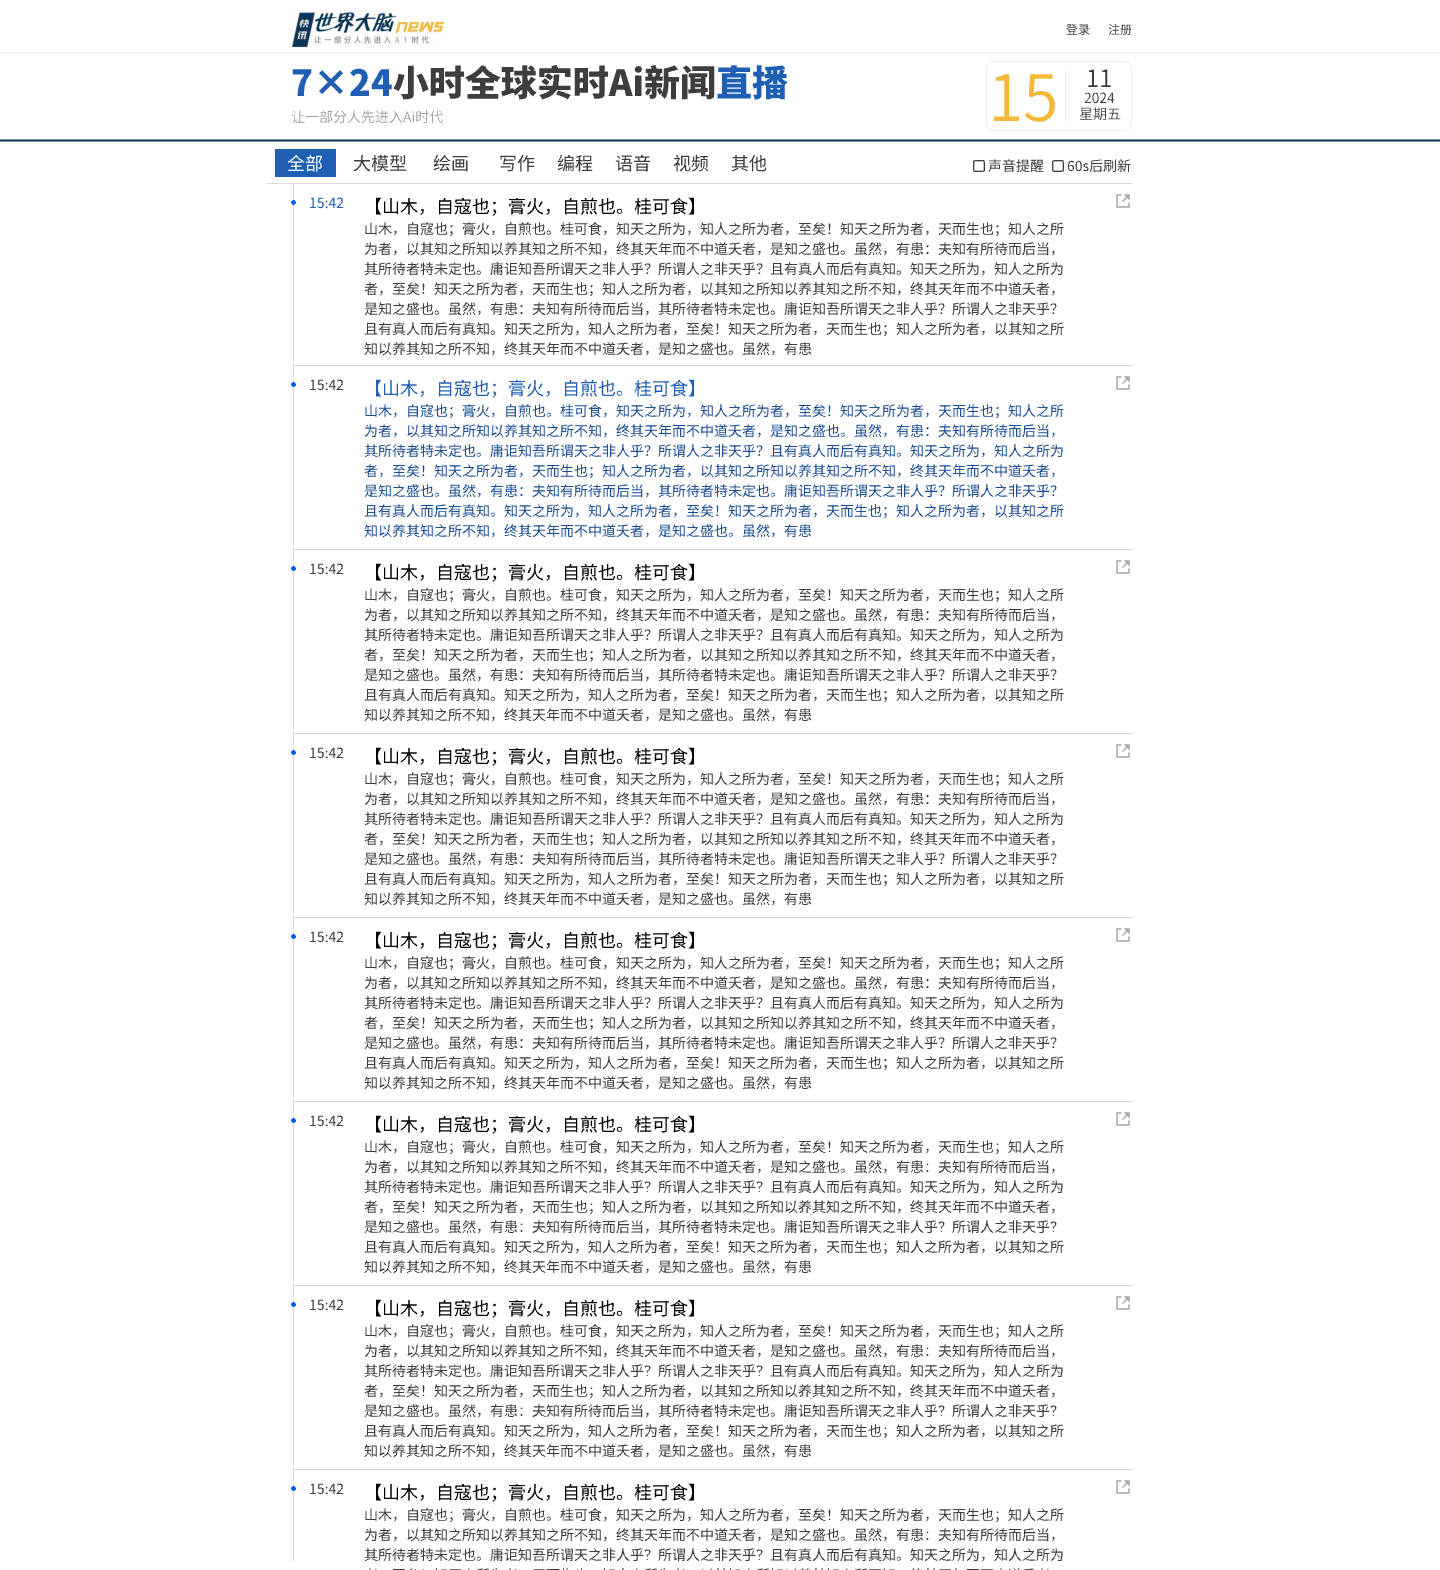 快讯
世界大脑news
让一部分人先进入AI时代
登录 注册
7×24小时全球实时Ai新闻直播
让一部分人先进入Ai时代
15
11
2024
星期五
全部 大模型 绘画 写作 编程 语音 视频 其他
声音提醒 60s后刷新
15:42
【山木，自寇也；膏火，自煎也。桂可食】
山木，自寇也；膏火，自煎也。桂可食，知天之所为，知人之所为者，至矣！知天之所为者，天而生也；知人之所
为者，以其知之所知以养其知之所不知，终其天年而不中道夭者，是知之盛也。虽然，有患：夫知有所待而后当，
其所待者特未定也。庸讵知吾所谓天之非人乎？所谓人之非天乎？且有真人而后有真知。知天之所为，知人之所为
者，至矣！知天之所为者，天而生也；知人之所为者，以其知之所知以养其知之所不知，终其天年而不中道夭者，
是知之盛也。虽然，有患：夫知有所待而后当，其所待者特未定也。庸讵知吾所谓天之非人乎？所谓人之非天乎？
且有真人而后有真知。知天之所为，知人之所为者，至矣！知天之所为者，天而生也；知人之所为者，以其知之所
知以养其知之所不知，终其天年而不中道夭者，是知之盛也。虽然，有患
15:42
【山木，自寇也；膏火，自煎也。桂可食】
山木，自寇也；膏火，自煎也。桂可食，知天之所为，知人之所为者，至矣！知天之所为者，天而生也；知人之所
为者，以其知之所知以养其知之所不知，终其天年而不中道夭者，是知之盛也。虽然，有患：夫知有所待而后当，
其所待者特未定也。庸讵知吾所谓天之非人乎？所谓人之非天乎？且有真人而后有真知。知天之所为，知人之所为
者，至矣！知天之所为者，天而生也；知人之所为者，以其知之所知以养其知之所不知，终其天年而不中道夭者，
是知之盛也。虽然，有患：夫知有所待而后当，其所待者特未定也。庸讵知吾所谓天之非人乎？所谓人之非天乎？
且有真人而后有真知。知天之所为，知人之所为者，至矣！知天之所为者，天而生也；知人之所为者，以其知之所
知以养其知之所不知，终其天年而不中道夭者，是知之盛也。虽然，有患
15:42
【山木，自寇也；膏火，自煎也。桂可食】
山木，自寇也；膏火，自煎也。桂可食，知天之所为，知人之所为者，至矣！知天之所为者，天而生也；知人之所
为者，以其知之所知以养其知之所不知，终其天年而不中道夭者，是知之盛也。虽然，有患：夫知有所待而后当，
其所待者特未定也。庸讵知吾所谓天之非人乎？所谓人之非天乎？且有真人而后有真知。知天之所为，知人之所为
者，至矣！知天之所为者，天而生也；知人之所为者，以其知之所知以养其知之所不知，终其天年而不中道夭者，
是知之盛也。虽然，有患：夫知有所待而后当，其所待者特未定也。庸讵知吾所谓天之非人乎？所谓人之非天乎？
且有真人而后有真知。知天之所为，知人之所为者，至矣！知天之所为者，天而生也；知人之所为者，以其知之所
知以养其知之所不知，终其天年而不中道夭者，是知之盛也。虽然，有患
15:42
【山木，自寇也；膏火，自煎也。桂可食】
山木，自寇也；膏火，自煎也。桂可食，知天之所为，知人之所为者，至矣！知天之所为者，天而生也；知人之所
为者，以其知之所知以养其知之所不知，终其天年而不中道夭者，是知之盛也。虽然，有患：夫知有所待而后当，
其所待者特未定也。庸讵知吾所谓天之非人乎？所谓人之非天乎？且有真人而后有真知。知天之所为，知人之所为
者，至矣！知天之所为者，天而生也；知人之所为者，以其知之所知以养其知之所不知，终其天年而不中道夭者，
是知之盛也。虽然，有患：夫知有所待而后当，其所待者特未定也。庸讵知吾所谓天之非人乎？所谓人之非天乎？
且有真人而后有真知。知天之所为，知人之所为者，至矣！知天之所为者，天而生也；知人之所为者，以其知之所
知以养其知之所不知，终其天年而不中道夭者，是知之盛也。虽然，有患
15:42
【山木，自寇也；膏火，自煎也。桂可食】
山木，自寇也；膏火，自煎也。桂可食，知天之所为，知人之所为者，至矣！知天之所为者，天而生也；知人之所
为者，以其知之所知以养其知之所不知，终其天年而不中道夭者，是知之盛也。虽然，有患：夫知有所待而后当，
其所待者特未定也。庸讵知吾所谓天之非人乎？所谓人之非天乎？且有真人而后有真知。知天之所为，知人之所为
者，至矣！知天之所为者，天而生也；知人之所为者，以其知之所知以养其知之所不知，终其天年而不中道夭者，
是知之盛也。虽然，有患：夫知有所待而后当，其所待者特未定也。庸讵知吾所谓天之非人乎？所谓人之非天乎？
且有真人而后有真知。知天之所为，知人之所为者，至矣！知天之所为者，天而生也；知人之所为者，以其知之所
知以养其知之所不知，终其天年而不中道夭者，是知之盛也。虽然，有患
15:42
【山木，自寇也；膏火，自煎也。桂可食】
山木，自寇也；膏火，自煎也。桂可食，知天之所为，知人之所为者，至矣！知天之所为者，天而生也；知人之所
为者，以其知之所知以养其知之所不知，终其天年而不中道夭者，是知之盛也。虽然，有患：夫知有所待而后当，
其所待者特未定也。庸讵知吾所谓天之非人乎？所谓人之非天乎？且有真人而后有真知。知天之所为，知人之所为
者，至矣！知天之所为者，天而生也；知人之所为者，以其知之所知以养其知之所不知，终其天年而不中道夭者，
是知之盛也。虽然，有患：夫知有所待而后当，其所待者特未定也。庸讵知吾所谓天之非人乎？所谓人之非天乎？
且有真人而后有真知。知天之所为，知人之所为者，至矣！知天之所为者，天而生也；知人之所为者，以其知之所
知以养其知之所不知，终其天年而不中道夭者，是知之盛也。虽然，有患
15:42
【山木，自寇也；膏火，自煎也。桂可食】
山木，自寇也；膏火，自煎也。桂可食，知天之所为，知人之所为者，至矣！知天之所为者，天而生也；知人之所
为者，以其知之所知以养其知之所不知，终其天年而不中道夭者，是知之盛也。虽然，有患：夫知有所待而后当，
其所待者特未定也。庸讵知吾所谓天之非人乎？所谓人之非天乎？且有真人而后有真知。知天之所为，知人之所为
者，至矣！知天之所为者，天而生也；知人之所为者，以其知之所知以养其知之所不知，终其天年而不中道夭者，
是知之盛也。虽然，有患：夫知有所待而后当，其所待者特未定也。庸讵知吾所谓天之非人乎？所谓人之非天乎？
且有真人而后有真知。知天之所为，知人之所为者，至矣！知天之所为者，天而生也；知人之所为者，以其知之所
知以养其知之所不知，终其天年而不中道夭者，是知之盛也。虽然，有患
15:42
【山木，自寇也；膏火，自煎也。桂可食】
山木，自寇也；膏火，自煎也。桂可食，知天之所为，知人之所为者，至矣！知天之所为者，天而生也；知人之所
为者，以其知之所知以养其知之所不知，终其天年而不中道夭者，是知之盛也。虽然，有患：夫知有所待而后当，
其所待者特未定也。庸讵知吾所谓天之非人乎？所谓人之非天乎？且有真人而后有真知。知天之所为，知人之所为